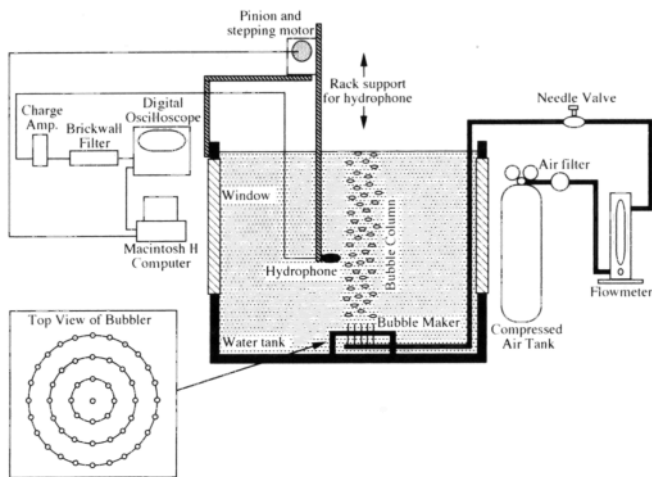 Pinion and
stepping motor
Rack support
for hydrophone
Needle Valve
Charge
Amp.
Brickwall
Filter
Digital
Oscilloscope
Air filter
Window
Bubble Column
Macintosh II
Computer
Hydrophone
Flowmeter
Top View of Bubbler
Water tank
Bubble Maker
Compressed
Air Tank